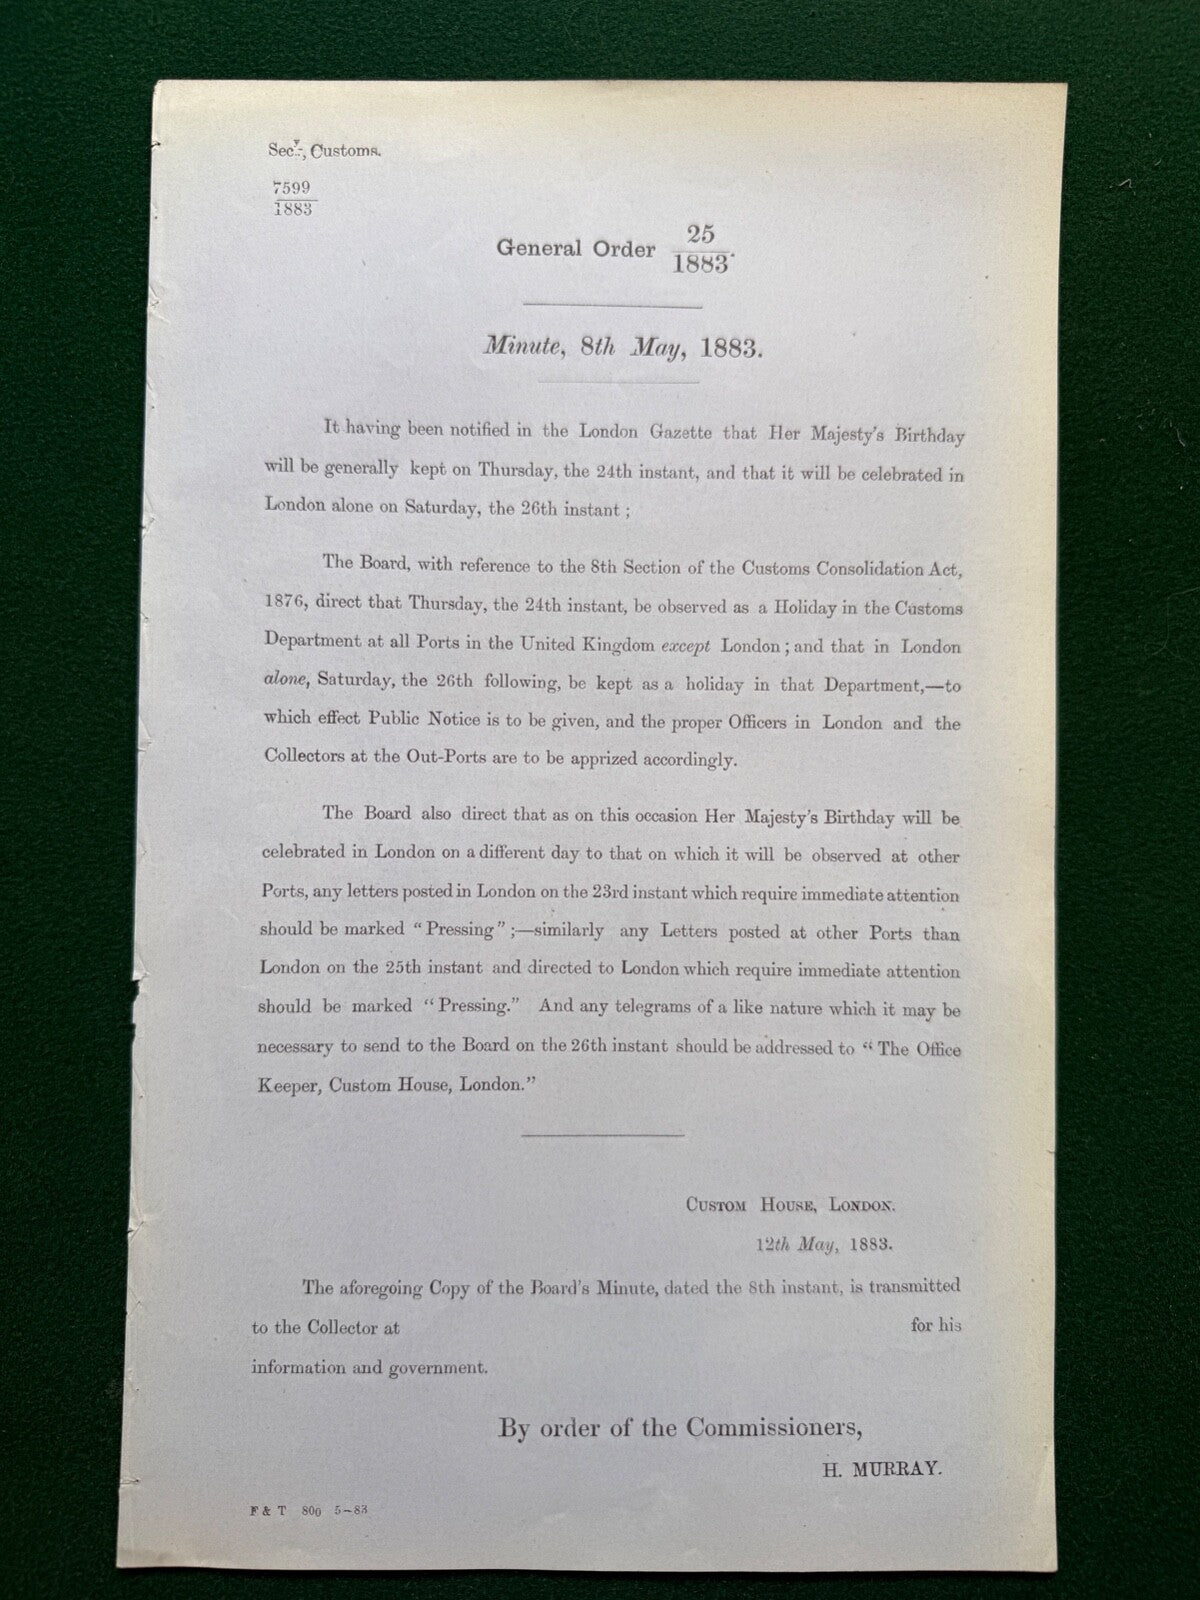 Secy., Customs.
7599
1883
General Order 25
1883.
Minute, 8th May, 1883.
It having been notified in the London Gazette that Her Majesty's Birthday
will be generally kept on Thursday, the 24th instant, and that it will be celebrated in
London alone on Saturday, the 26th instant ;
The Board, with reference to the 8th Section of the Customs Consolidation Act,
1876, direct that Thursday, the 24th instant, be observed as a Holiday in the Customs
Department at all Ports in the United Kingdom except London ; and that in London
alone, Saturday, the 26th following, be kept as a holiday in that Department,—to
which effect Public Notice is to be given, and the proper Officers in London and the
Collectors at the Out-Ports are to be apprized accordingly.
The Board also direct that as on this occasion Her Majesty's Birthday will be
celebrated in London on a different day to that on which it will be observed at other
Ports, any letters posted in London on the 23rd instant which require immediate attention
should be marked “Pressing” ;—similarly any Letters posted at other Ports than
London on the 25th instant and directed to London which require immediate attention
should be marked “Pressing.” And any telegrams of a like nature which it may be
necessary to send to the Board on the 26th instant should be addressed to “The Office
Keeper, Custom House, London.”
CUSTOM HOUSE, LONDON.
12th May, 1883.
The aforegoing Copy of the Board's Minute, dated the 8th instant, is transmitted
to the Collector at for his
information and government.
By order of the Commissioners,
H. MURRAY.
F & T 800 5–83